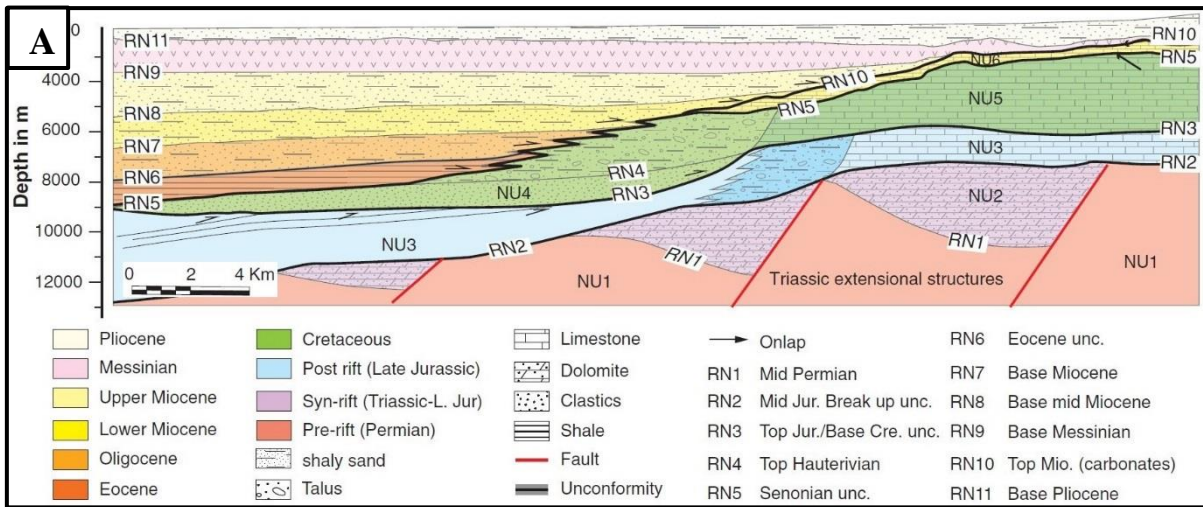 A
0
4000
6000
8000
10000
12000
Depth in m
RN11
RN9
RN8
RN7
RN6
RN5
RN10
RN10
RN5
NU6
RN5
NU5
RN3
NU3
RN2
RN4
RN3
NU4
NU3
RN2
NU2
RN1
RN1
NU1
Triassic extensional structures
NU1
0 2 4 Km
Pliocene
Messinian
Upper Miocene
Lower Miocene
Oligocene
Eocene
Cretaceous
Post rift (Late Jurassic)
Syn-rift (Triassic-L. Jur)
Pre-rift (Permian)
shaly sand
Talus
Limestone
Dolomite
Clastics
Shale
Fault
Unconformity
Onlap
RN1 Mid Permian
RN2 Mid Jur. Break up unc.
RN3 Top Jur./Base Cre. unc.
RN4 Top Hauterivian
RN5 Senonian unc.
RN6 Eocene unc.
RN7 Base Miocene
RN8 Base mid Miocene
RN9 Base Messinian
RN10 Top Mio. (carbonates)
RN11 Base Pliocene